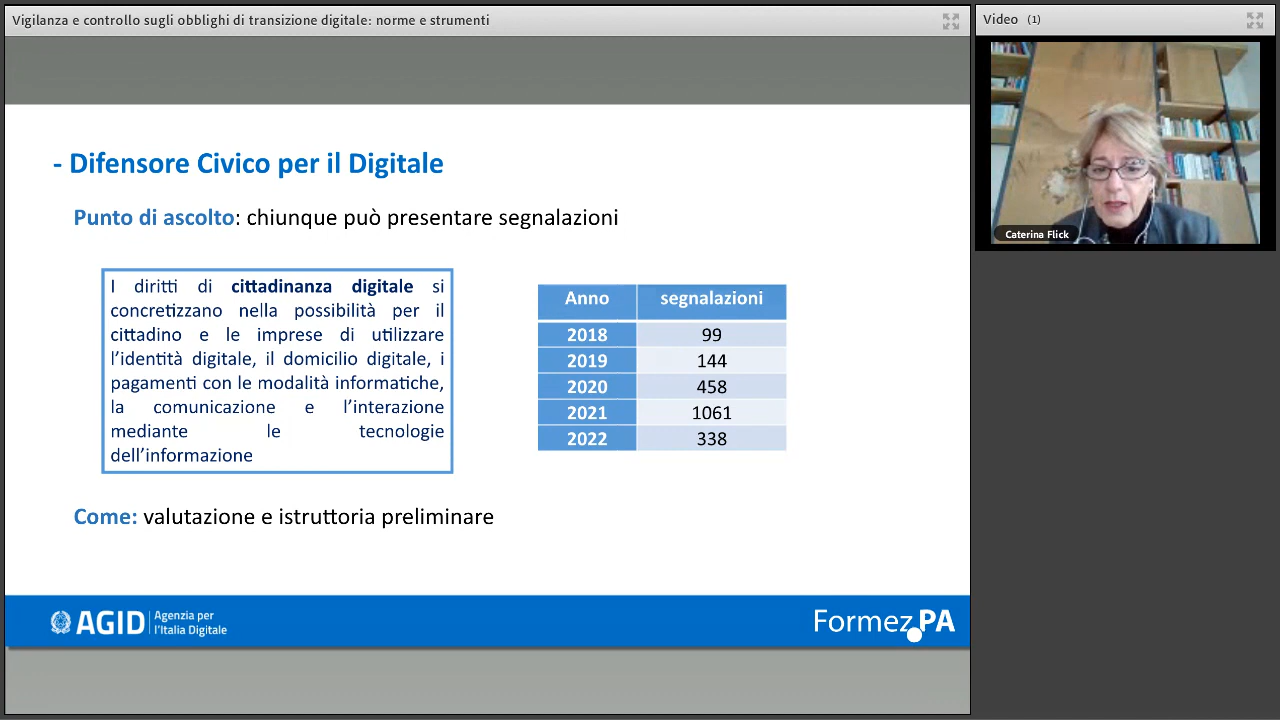 Vigilanza e controllo sugli obblighi di transizione digitale: norme e strumenti
Video (1)
Caterina Flick
- Difensore Civico per il Digitale
Punto di ascolto: chiunque può presentare segnalazioni
I diritti di cittadinanza digitale si
concretizzano nella possibilità per il
cittadino e le imprese di utilizzare
l'identità digitale, il domicilio digitale, i
pagamenti con le modalità informatiche,
la comunicazione e l'interazione
mediante le tecnologie
dell'informazione
Anno segnalazioni
2018 99
2019 144
2020 458
2021 1061
2022 338
Come: valutazione e istruttoria preliminare
AGID Agenzia per
l'Italia Digitale
Formez PA